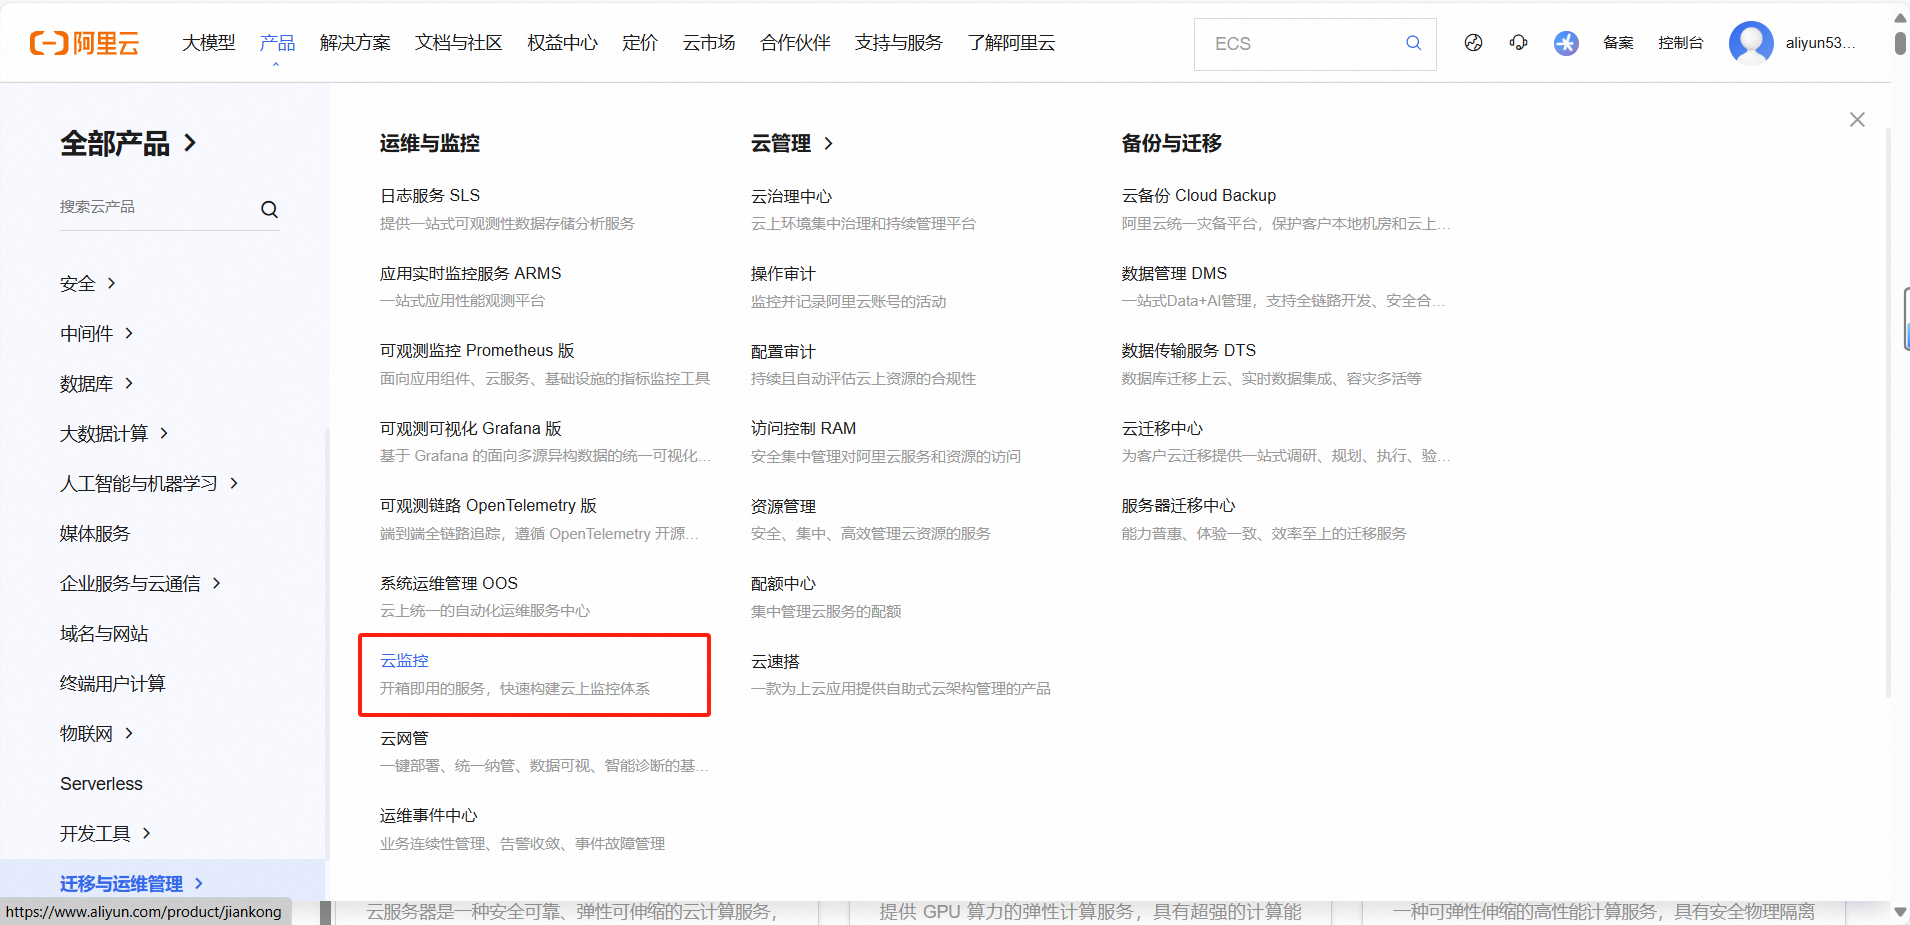 阿里云
大模型 产品 解决方案 文档与社区 权益中心 定价 云市场 合作伙伴 支持与服务 了解阿里云 ECS 备案 控制台 aliyun53...
全部产品
搜索云产品
安全
中间件
数据库
大数据计算
人工智能与机器学习
媒体服务
企业服务与云通信
域名与网站
终端用户计算
物联网
Serverless
开发工具
迁移与运维管理
运维与监控
日志服务 SLS
提供一站式可观测性数据存储分析服务
应用实时监控服务 ARMS
一站式应用性能观测平台
可观测监控 Prometheus 版
面向应用组件、云服务、基础设施的指标监控工具
可观测可视化 Grafana 版
基于 Grafana 的面向多源异构数据的统一可视化...
可观测链路 OpenTelemetry 版
端到端全链路追踪，遵循 OpenTelemetry 开源...
系统运维管理 OOS
云上统一的自动化运维服务中心
云监控
开箱即用的服务，快速构建云上监控体系
云网管
一键部署、统一纳管、数据可视、智能诊断的基...
运维事件中心
业务连续性管理、告警收敛、事件故障管理
云管理
云治理中心
云上环境集中治理和持续管理平台
操作审计
监控并记录阿里云账号的活动
配置审计
持续且自动评估云上资源的合规性
访问控制 RAM
安全集中管理对阿里云服务和资源的访问
资源管理
安全、集中、高效管理云资源的服务
配额中心
集中管理云服务的配额
云速搭
一款为上云应用提供自助式云架构管理的产品
备份与迁移
云备份 Cloud Backup
阿里云统一灾备平台，保护客户本地机房和云上...
数据管理 DMS
一站式Data+AI管理，支持全链路开发、安全合...
数据传输服务 DTS
数据库迁移上云、实时数据集成、容灾多活等
云迁移中心
为客户云迁移提供一站式调研、规划、执行、验...
服务器迁移中心
能力普惠、体验一致、效率至上的迁移服务
https://www.aliyun.com/product/jiankong
云服务器是一种安全可靠、弹性可伸缩的云计算服务，
提供 GPU 算力的弹性计算服务，具有超强的计算能
一种可弹性伸缩的高性能计算服务，具有安全物理隔离